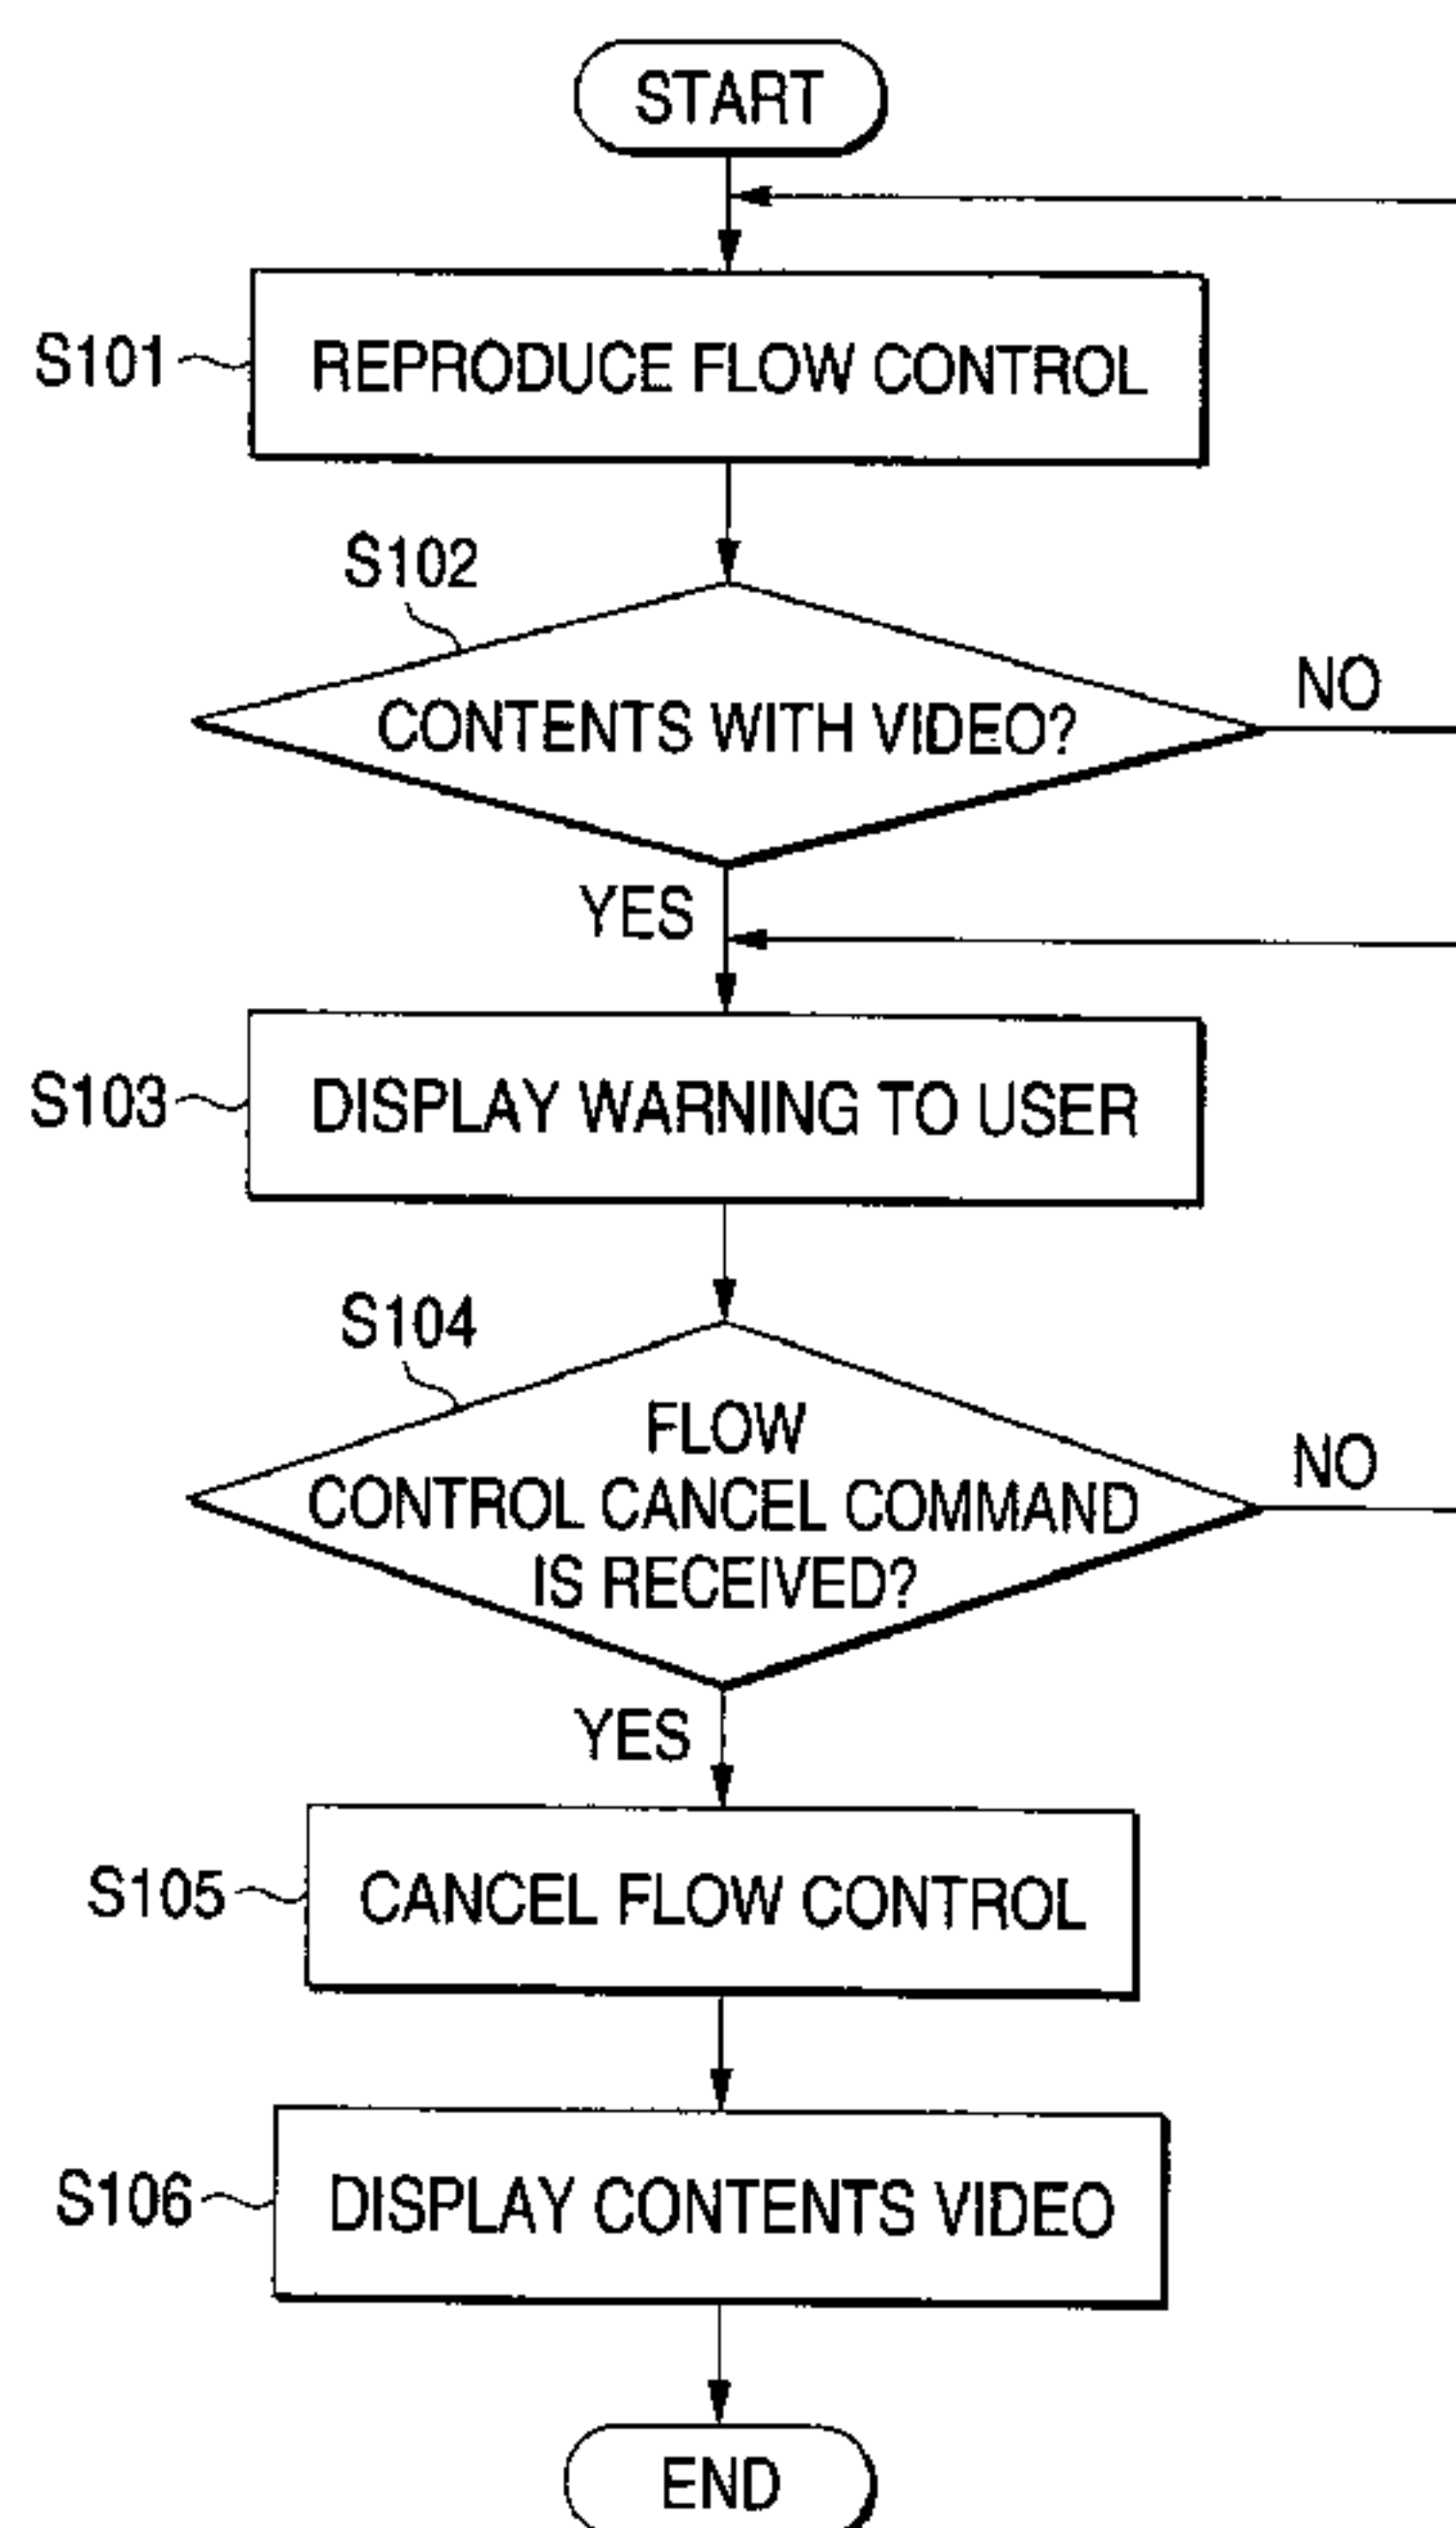 START
S101
REPRODUCE FLOW CONTROL
S102
CONTENTS WITH VIDEO?
NO
YES
S103
DISPLAY WARNING TO USER
S104
FLOW
CONTROL CANCEL COMMAND
IS RECEIVED?
NO
YES
S105
CANCEL FLOW CONTROL
S106
DISPLAY CONTENTS VIDEO
END